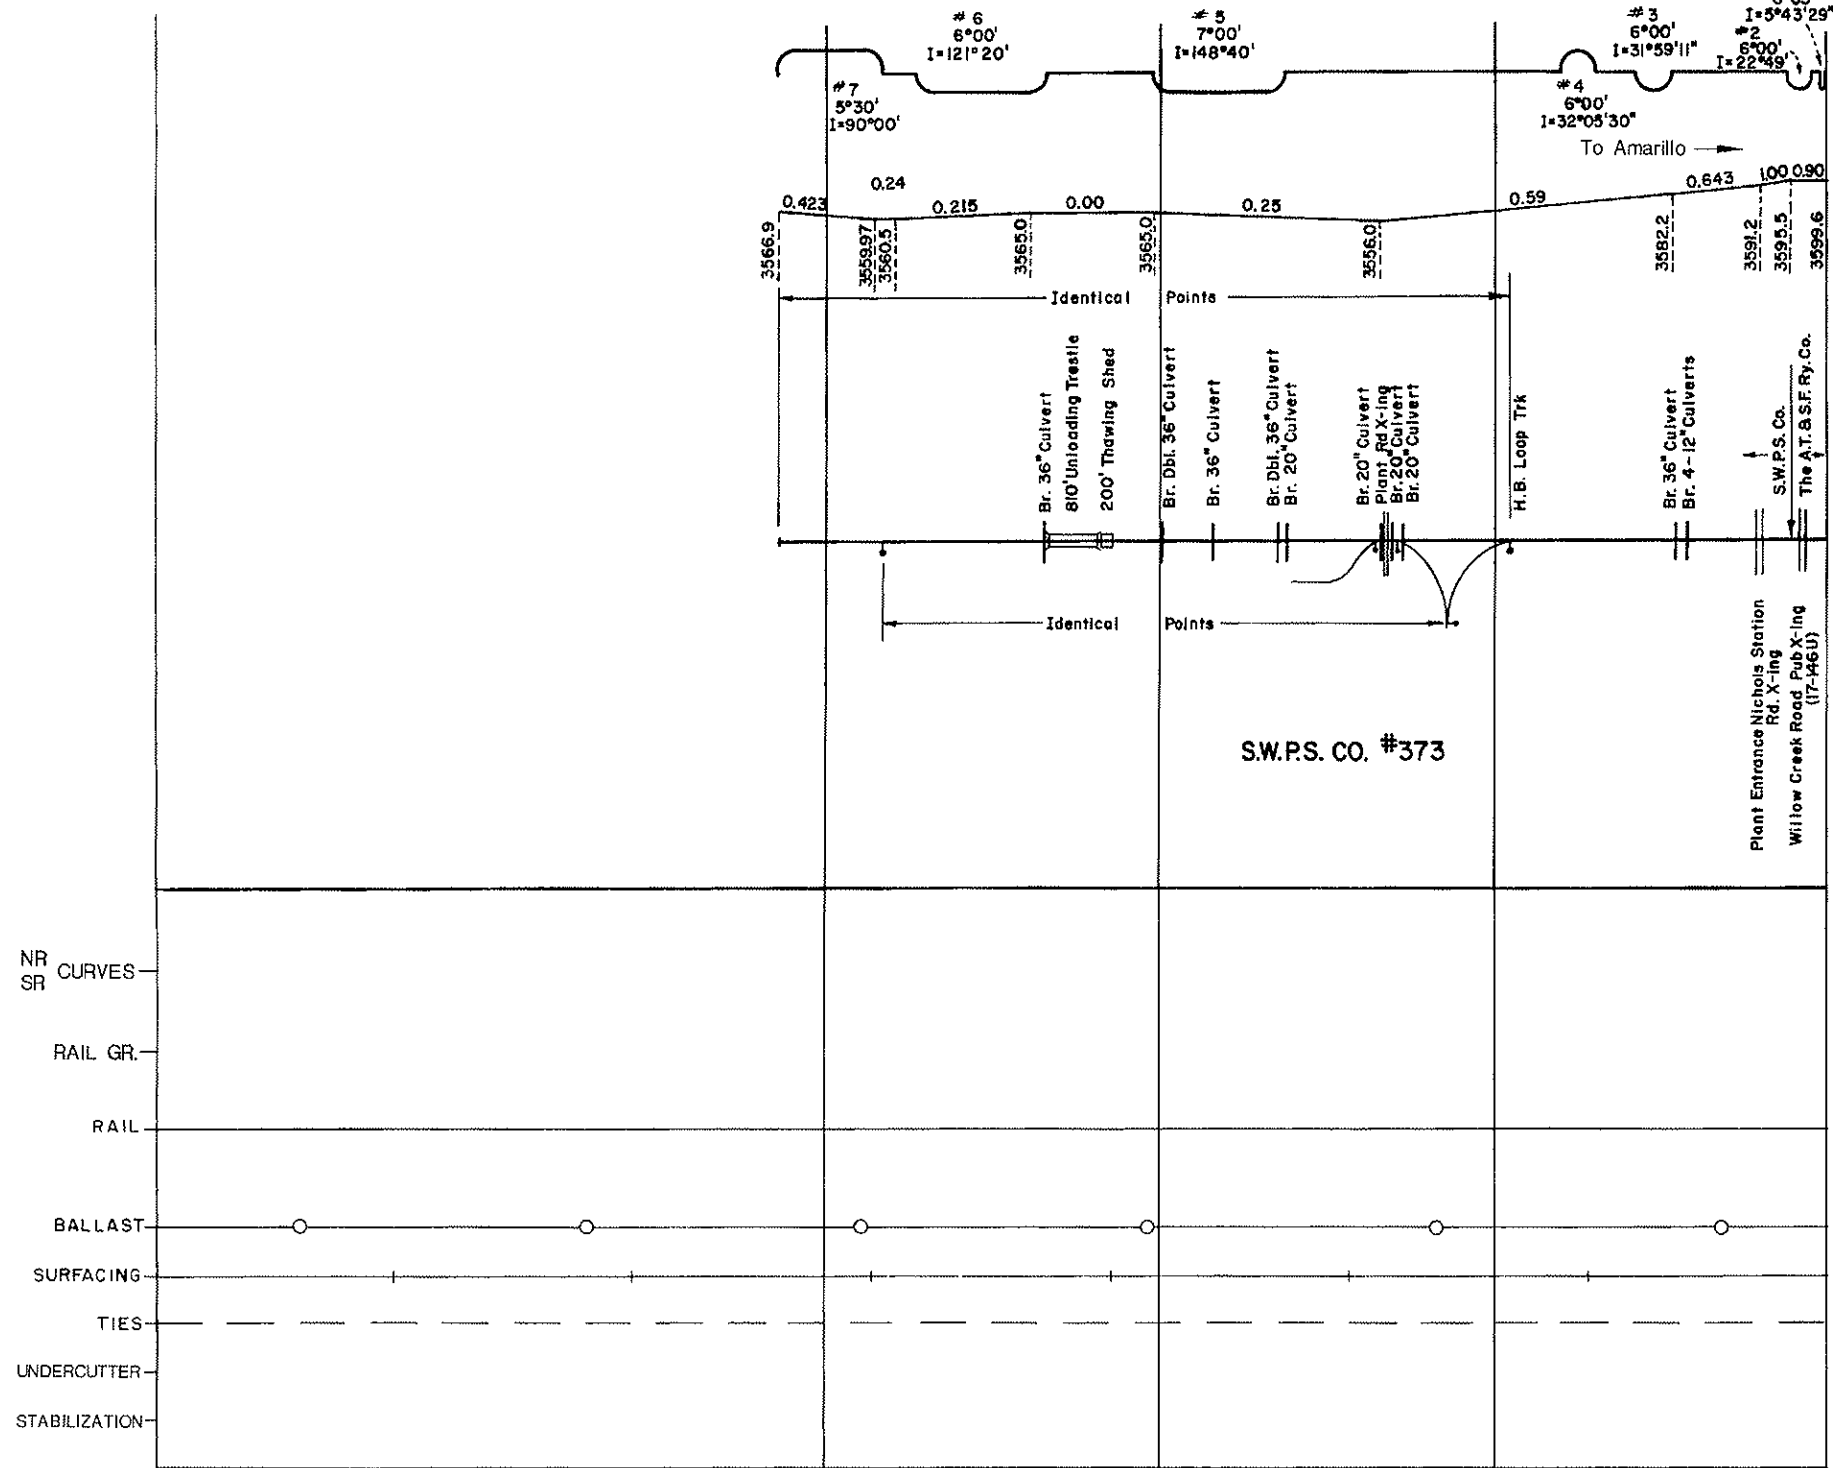 # 6
6°00'
I=121°20'
# 5
7°00'
I=148°40'
#3
6°00'
I=31°59'11"
I=5°43'29"
#2
6°00'
I=22°49'
#7
5°30'
I=90°00'
#4
6°00'
I=32°05'30"
To Amarillo
0.423
0.24
0.215
0.00
0.25
0.59
0.643
1.00
0.90
3566.9
3559.97
3560.5
3565.0
3565.0
3556.0
3582.2
3591.2
3595.5
3599.6
Identical Points
Br. 36" Culvert
810' Unloading Trestle
200' Thawing Shed
Br. Dbl. 36" Culvert
Br. 36" Culvert
Br. Dbl. 36" Culvert
Br. 20" Culvert
Br. 20" Culvert
Plant Rd X-ing
Br. 20" Culvert
Br. 20" Culvert
H.B. Loop Trk
Br. 36" Culvert
Br. 4-12" Culverts
S.W.P.S. Co.
The A.T. & S.F. Ry. Co.
Identical Points
Plant Entrance Nichols Station
Rd. X-ing
Willow Creek Road Pub X-ing
(17-146U)
S.W.P.S. CO. #373
NR
SR
CURVES
RAIL GR.
RAIL
BALLAST
SURFACING
TIES
UNDERCUTTER
STABILIZATION